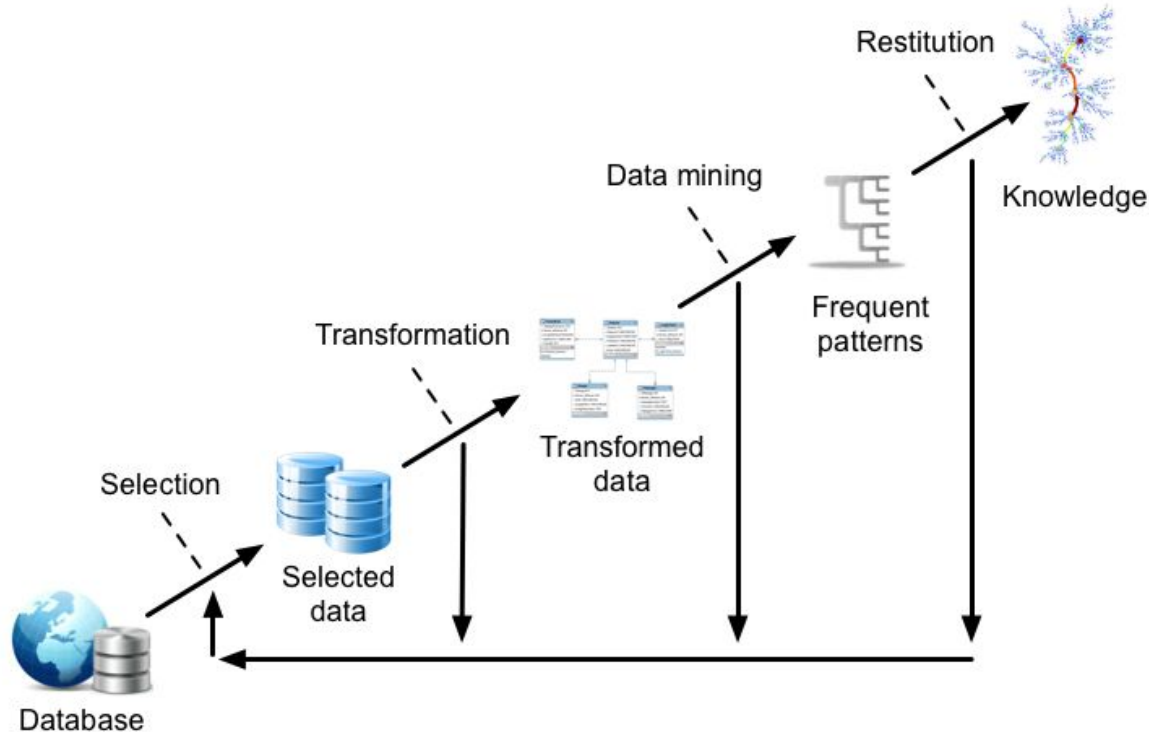 Restitution
Knowledge
Data mining
Frequent
patterns
Transformation
Transformed
data
Selection
Selected
data
Database